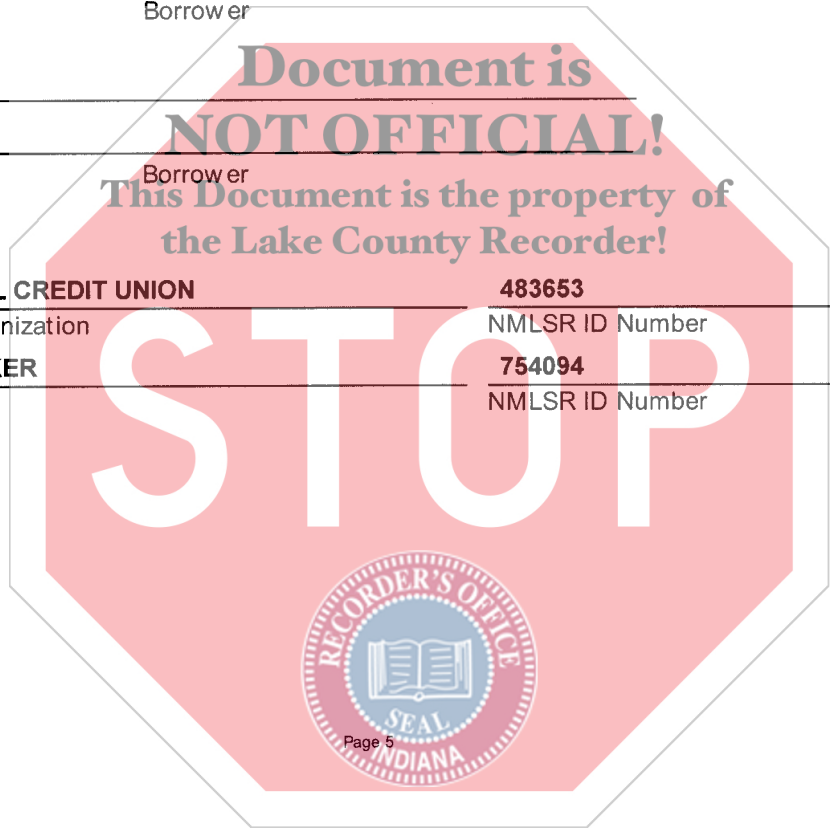 Borrower
Document is
NOT OFFICIAL!
Borrower
This Document is the property of
the Lake County Recorder!
CREDIT UNION 483653
nization NMLSR ID Number
ER 754094
NMLSR ID Number
STOP
RECORDER'S OFFICE
SEAL
Page 5
INDIANA